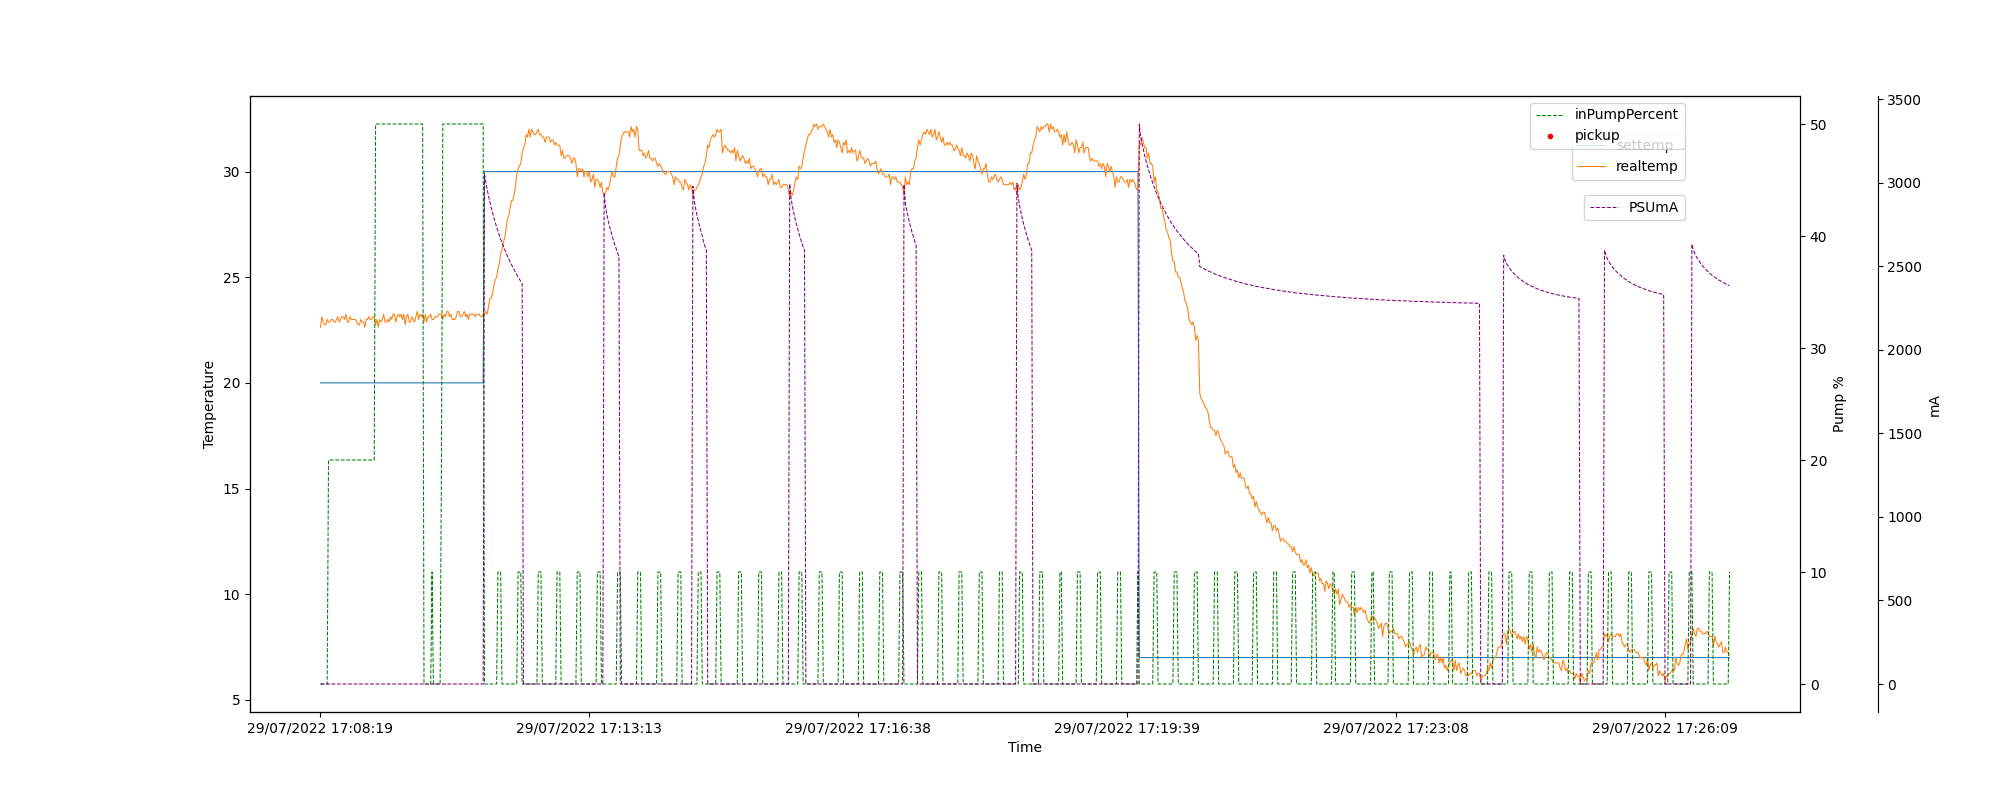 inPumpPercent
pickup
settemp
realtemp
PSUmA
30
25
20
15
10
5
Temperature
50
40
30
20
10
0
Pump %
3500
3000
2500
2000
1500
1000
500
0
mA
29/07/2022 17:08:19
29/07/2022 17:13:13
29/07/2022 17:16:38
29/07/2022 17:19:39
29/07/2022 17:23:08
29/07/2022 17:26:09
Time